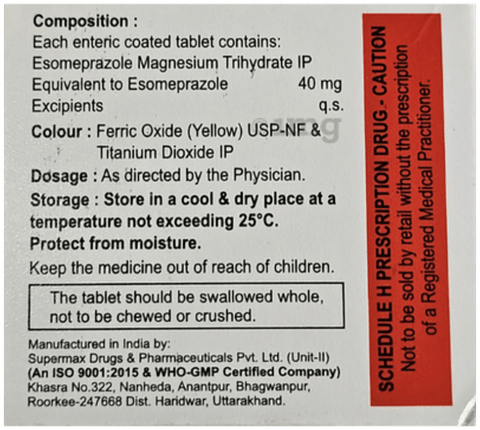 Composition :
Each enteric coated tablet contains:
Esomeprazole Magnesium Trihydrate IP
Equivalent to Esomeprazole 40 mg
Excipients q.s.
Colour : Ferric Oxide (Yellow) USP-NF &
Titanium Dioxide IP
Dosage : As directed by the Physician.
Storage : Store in a cool & dry place at a
temperature not exceeding 25°C.
Protect from moisture.
Keep the medicine out of reach of children.
The tablet should be swallowed whole,
not to be chewed or crushed.
Manufactured in India by:
Supermax Drugs & Pharmaceuticals Pvt. Ltd. (Unit-II)
(An ISO 9001:2015 & WHO-GMP Certified Company)
Khasra No.322, Nanheda, Anantpur, Bhagwanpur,
Roorkee-247668 Dist. Haridwar, Uttarakhand.
SCHEDULE H PRESCRIPTION DRUG.- CAUTION
Not to be sold by retail without the prescription
of a Registered Medical Practitioner.